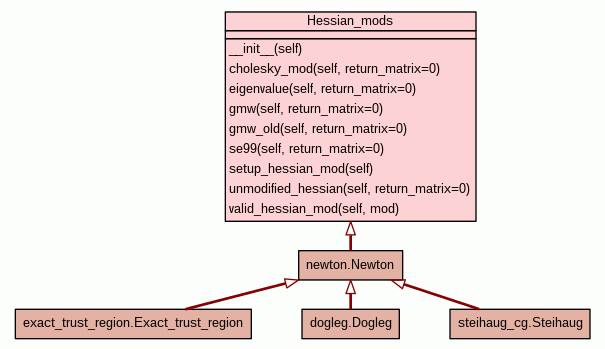 Hessian_mods
__init__(self)
cholesky_mod(self, return_matrix=0)
eigenvalue(self, return_matrix=0)
gmw(self, return_matrix=0)
gmw_old(self, return_matrix=0)
se99(self, return_matrix=0)
setup_hessian_mod(self)
unmodified_hessian(self, return_matrix=0)
valid_hessian_mod(self, mod)
newton.Newton
exact_trust_region.Exact_trust_region
dogleg.Dogleg
steihaug_cg.Steihaug